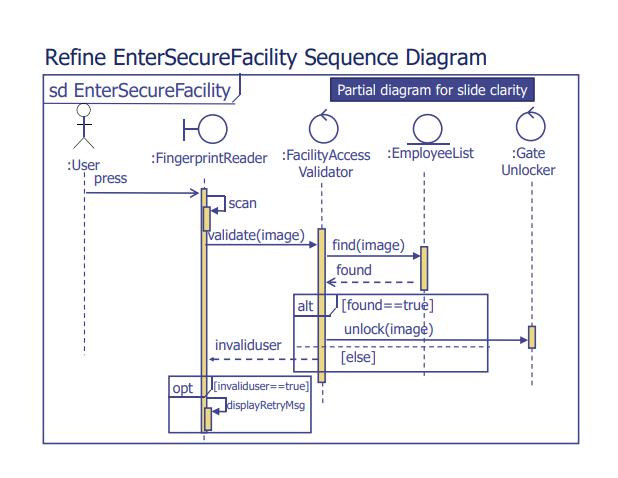 Refine EnterSecureFacility Sequence Diagram
sd EnterSecureFacility
Partial diagram for slide clarity
:User
:FingerprintReader
:FacilityAccess
Validator
:EmployeeList
:Gate
Unlocker
press
scan
validate(image)
find(image)
found
alt
[found==true]
unlock(image)
invaliduser
[else]
opt
[invaliduser==true]
displayRetryMsg